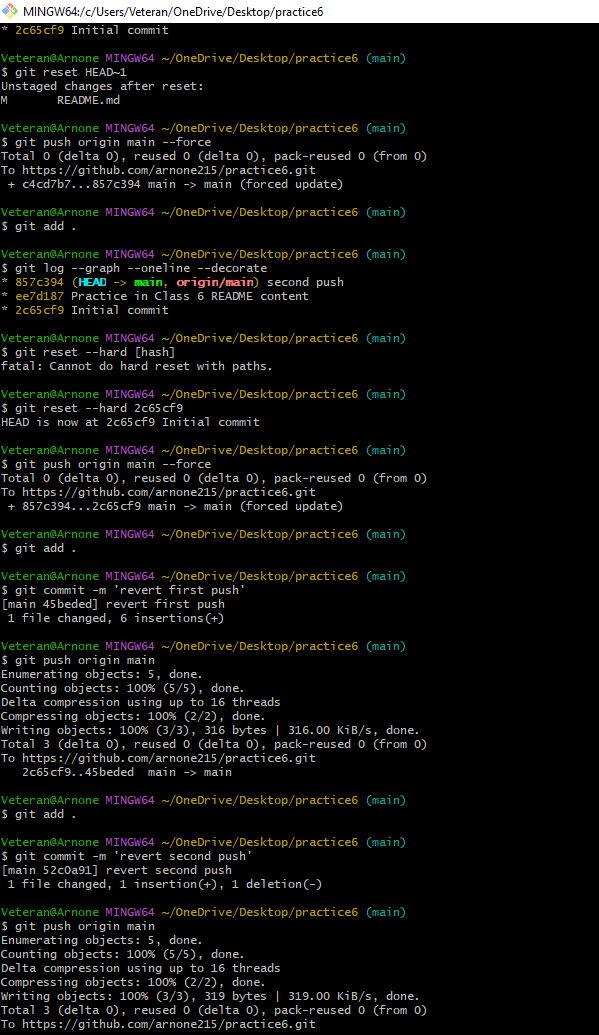 MINGW64:/c/Users/Veteran/OneDrive/Desktop/practice6
* 2c65cf9 Initial commit
Veteran@Arnone MINGW64 ~/OneDrive/Desktop/practice6 (main)
$ git reset HEAD~1
Unstaged changes after reset:
M       README.md
Veteran@Arnone MINGW64 ~/OneDrive/Desktop/practice6 (main)
$ git push origin main --force
Total 0 (delta 0), reused 0 (delta 0), pack-reused 0 (from 0)
To https://github.com/arnone215/practice6.git
 + c4cd7b7...857c394 main -> main (forced update)
Veteran@Arnone MINGW64 ~/OneDrive/Desktop/practice6 (main)
$ git add .
Veteran@Arnone MINGW64 ~/OneDrive/Desktop/practice6 (main)
$ git log --graph --oneline --decorate
* 857c394 (HEAD -> main, origin/main) second push
* ee7d187 Practice in Class 6 README content
* 2c65cf9 Initial commit
Veteran@Arnone MINGW64 ~/OneDrive/Desktop/practice6 (main)
$ git reset --hard [hash]
fatal: Cannot do hard reset with paths.
Veteran@Arnone MINGW64 ~/OneDrive/Desktop/practice6 (main)
$ git reset --hard 2c65cf9
HEAD is now at 2c65cf9 Initial commit
Veteran@Arnone MINGW64 ~/OneDrive/Desktop/practice6 (main)
$ git push origin main --force
Total 0 (delta 0), reused 0 (delta 0), pack-reused 0 (from 0)
To https://github.com/arnone215/practice6.git
 + 857c394...2c65cf9 main -> main (forced update)
Veteran@Arnone MINGW64 ~/OneDrive/Desktop/practice6 (main)
$ git add .
Veteran@Arnone MINGW64 ~/OneDrive/Desktop/practice6 (main)
$ git commit -m 'revert first push'
[main 45beded] revert first push
 1 file changed, 6 insertions(+)
Veteran@Arnone MINGW64 ~/OneDrive/Desktop/practice6 (main)
$ git push origin main
Enumerating objects: 5, done.
Counting objects: 100% (5/5), done.
Delta compression using up to 16 threads
Compressing objects: 100% (2/2), done.
Writing objects: 100% (3/3), 316 bytes | 316.00 KiB/s, done.
Total 3 (delta 0), reused 0 (delta 0), pack-reused 0 (from 0)
To https://github.com/arnone215/practice6.git
   2c65cf9..45beded  main -> main
Veteran@Arnone MINGW64 ~/OneDrive/Desktop/practice6 (main)
$ git add .
Veteran@Arnone MINGW64 ~/OneDrive/Desktop/practice6 (main)
$ git commit -m 'revert second push'
[main 52c0a91] revert second push
 1 file changed, 1 insertion(+), 1 deletion(-)
Veteran@Arnone MINGW64 ~/OneDrive/Desktop/practice6 (main)
$ git push origin main
Enumerating objects: 5, done.
Counting objects: 100% (5/5), done.
Delta compression using up to 16 threads
Compressing objects: 100% (2/2), done.
Writing objects: 100% (3/3), 319 bytes | 319.00 KiB/s, done.
Total 3 (delta 0), reused 0 (delta 0), pack-reused 0 (from 0)
To https://github.com/arnone215/practice6.git